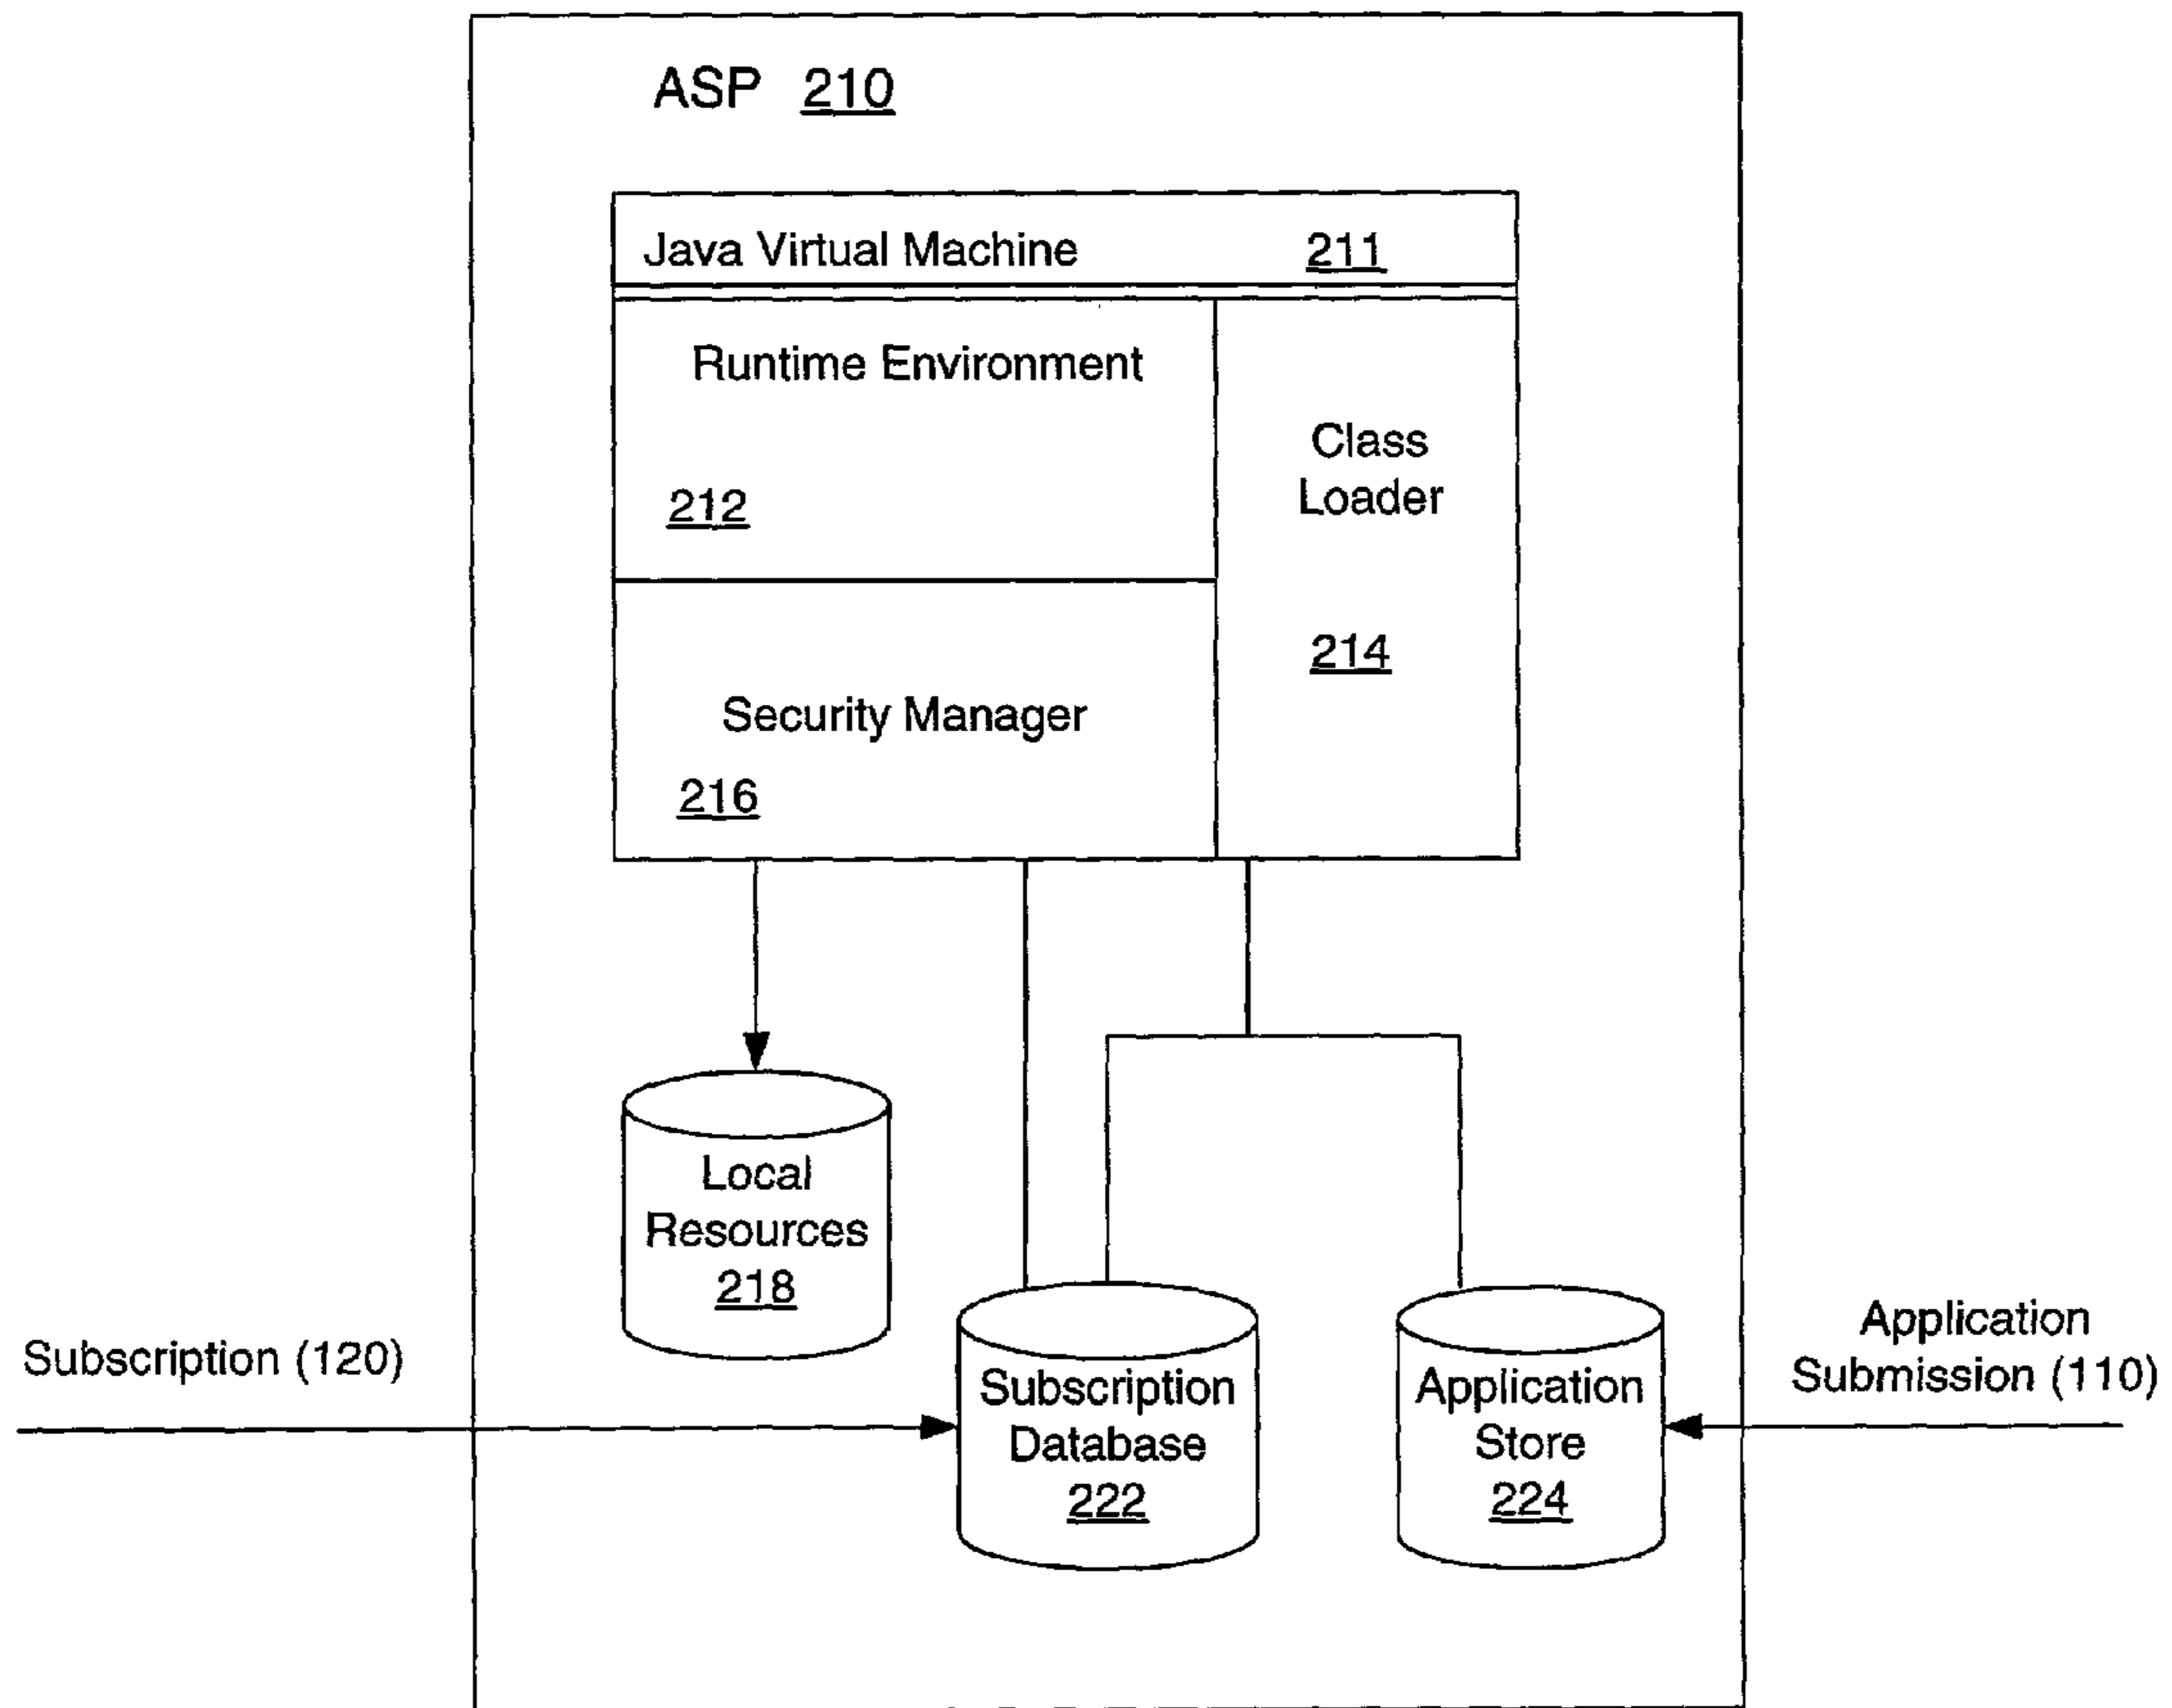 ASP 210
Java Virtual Machine 211
Runtime Environment
212
Class
Loader
214
Security Manager
216
Local
Resources
218
Subscription (120)
Subscription
Database
222
Application
Store
224
Application
Submission (110)